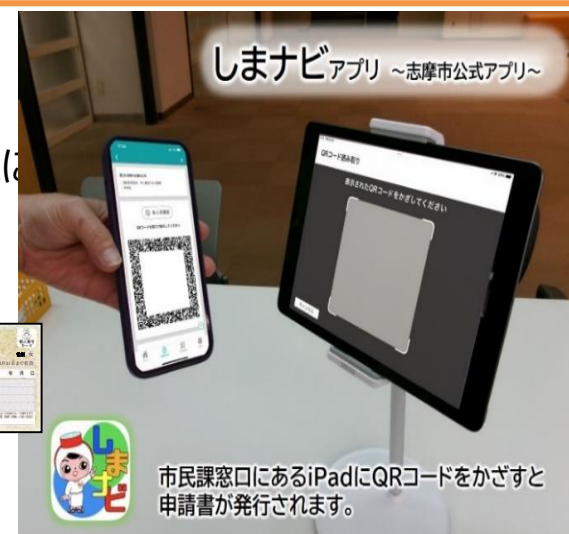 しまナビアプリ ～志摩市公式アプリ～
QRコード読み取り
表示されたQRコードをかざしてください
しまナビ
市民課窓口にあるiPadにQRコードをかざすと
申請書が発行されます。